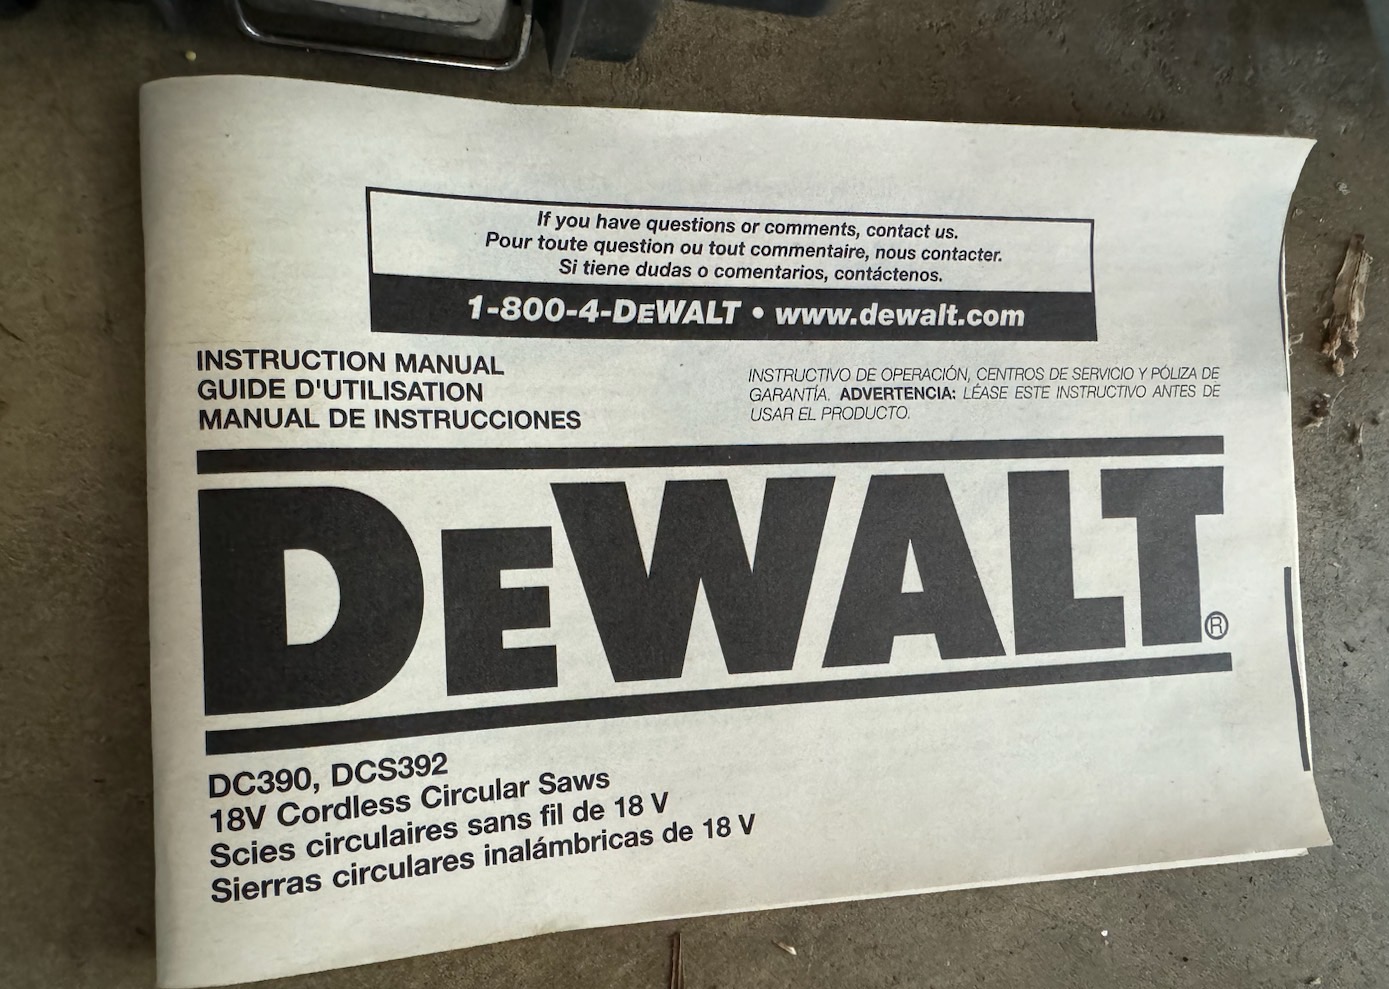 If you have questions or comments, contact us.
Pour toute question ou tout commentaire, nous contacter.
Si tiene dudas o comentarios, contáctenos.
1-800-4-DEWALT • www.dewalt.com
INSTRUCTION MANUAL
GUIDE D'UTILISATION
MANUAL DE INSTRUCCIONES
INSTRUCTIVO DE OPERACIÓN, CENTROS DE SERVICIO Y PÓLIZA DE
GARANTÍA. ADVERTENCIA: LÉASE ESTE INSTRUCTIVO ANTES DE
USAR EL PRODUCTO.
DEWALT®
DC390, DCS392
18V Cordless Circular Saws
Scies circulaires sans fil de 18 V
Sierras circulares inalámbricas de 18 V